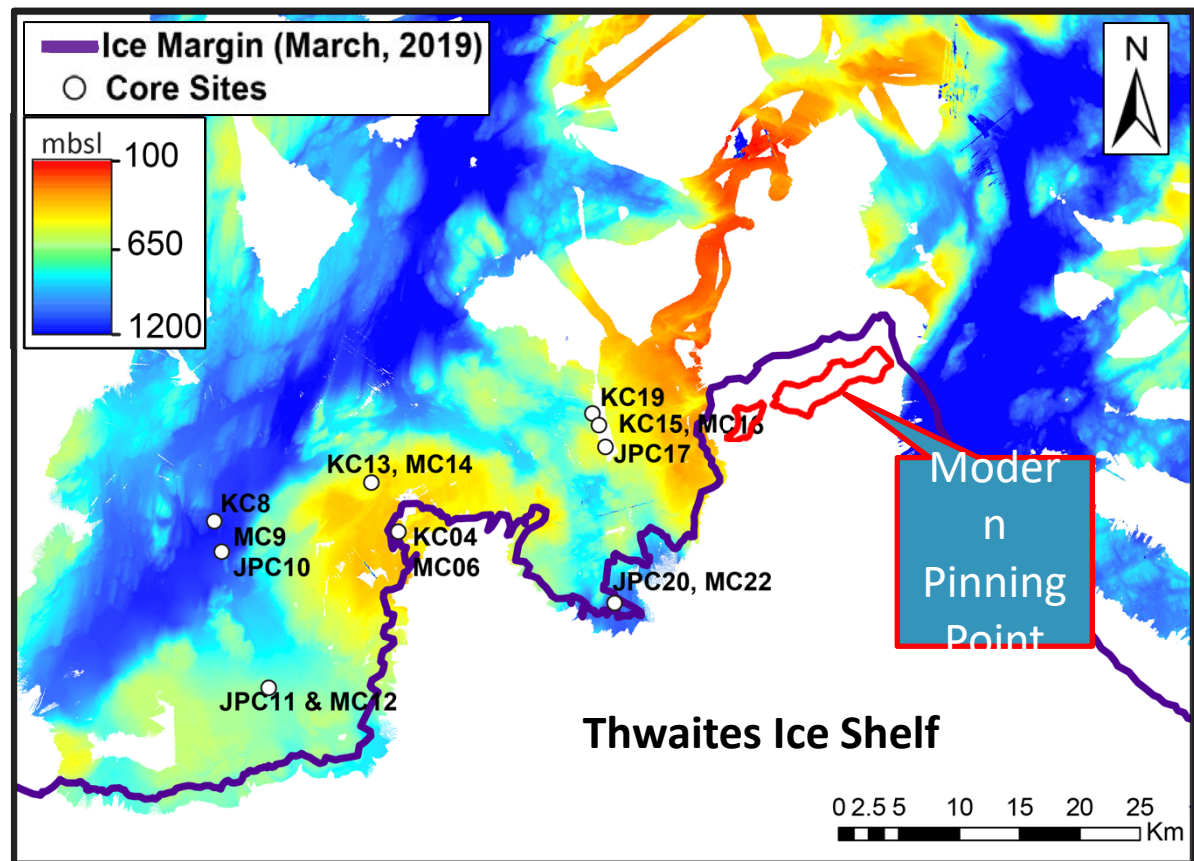 Ice Margin (March, 2019)
Core Sites
N
mbsl
100
650
1200
KC19
KC15, MC16
JPC17
KC13, MC14
KC8
MC9
JPC10
KC04
MC06
JPC20, MC22
JPC11 & MC12
Moder
n
Pinning
Point
Thwaites Ice Shelf
0 2.5 5 10 15 20 25
Km